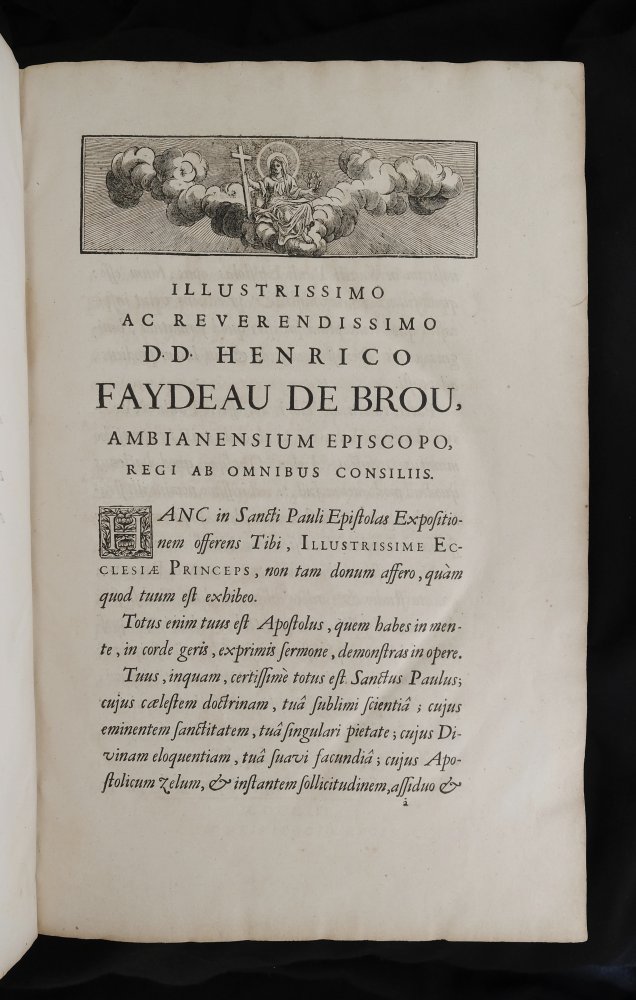 ILLUSTRISSIMO
AC REVERENDISSIMO
D.D. HENRICO
FAYDEAU DE BROU,
AMBIANENSIUM EPISCOPO,
REGI AB OMNIBUS CONSILIIS.
HANC in Sancti Pauli Epiſtolas Expoſitio-
nem offerens Tibi, ILLUSTRISSIME EC-
CLESIÆ PRINCEPS, non tam donum affero, quàm
quod tuum eſt exhibeo.
Totus enim tuus eſt Apoſtolus, quem habes in men-
te, in corde geris, exprimis ſermone, demonſtras in opere.
Tuus, inquam, certiſſimè totus eſt Sanctus Paulus;
cujus cæleſtem doctrinam, tuâ ſublimi ſcientiâ; cujus
eminentem ſanctitatem, tuâ ſingulari pietate; cujus Di-
vinam eloquentiam, tuâ ſuavi facundiâ; cujus Apo-
ſtolicum zelum, & inſtantem ſollicitudinem, aſſiduo &